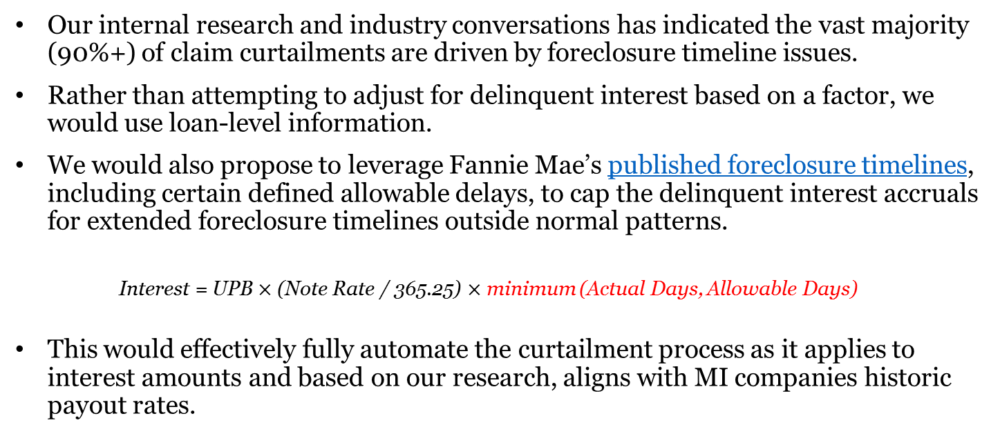 • Our internal research and industry conversations has indicated the vast majority
(90%+) of claim curtailments are driven by foreclosure timeline issues.
• Rather than attempting to adjust for delinquent interest based on a factor, we
would use loan-level information.
• We would also propose to leverage Fannie Mae’s published foreclosure timelines,
including certain defined allowable delays, to cap the delinquent interest accruals
for extended foreclosure timelines outside normal patterns.
Interest = UPB × (Note Rate / 365.25) × minimum (Actual Days, Allowable Days)
• This would effectively fully automate the curtailment process as it applies to
interest amounts and based on our research, aligns with MI companies historic
payout rates.